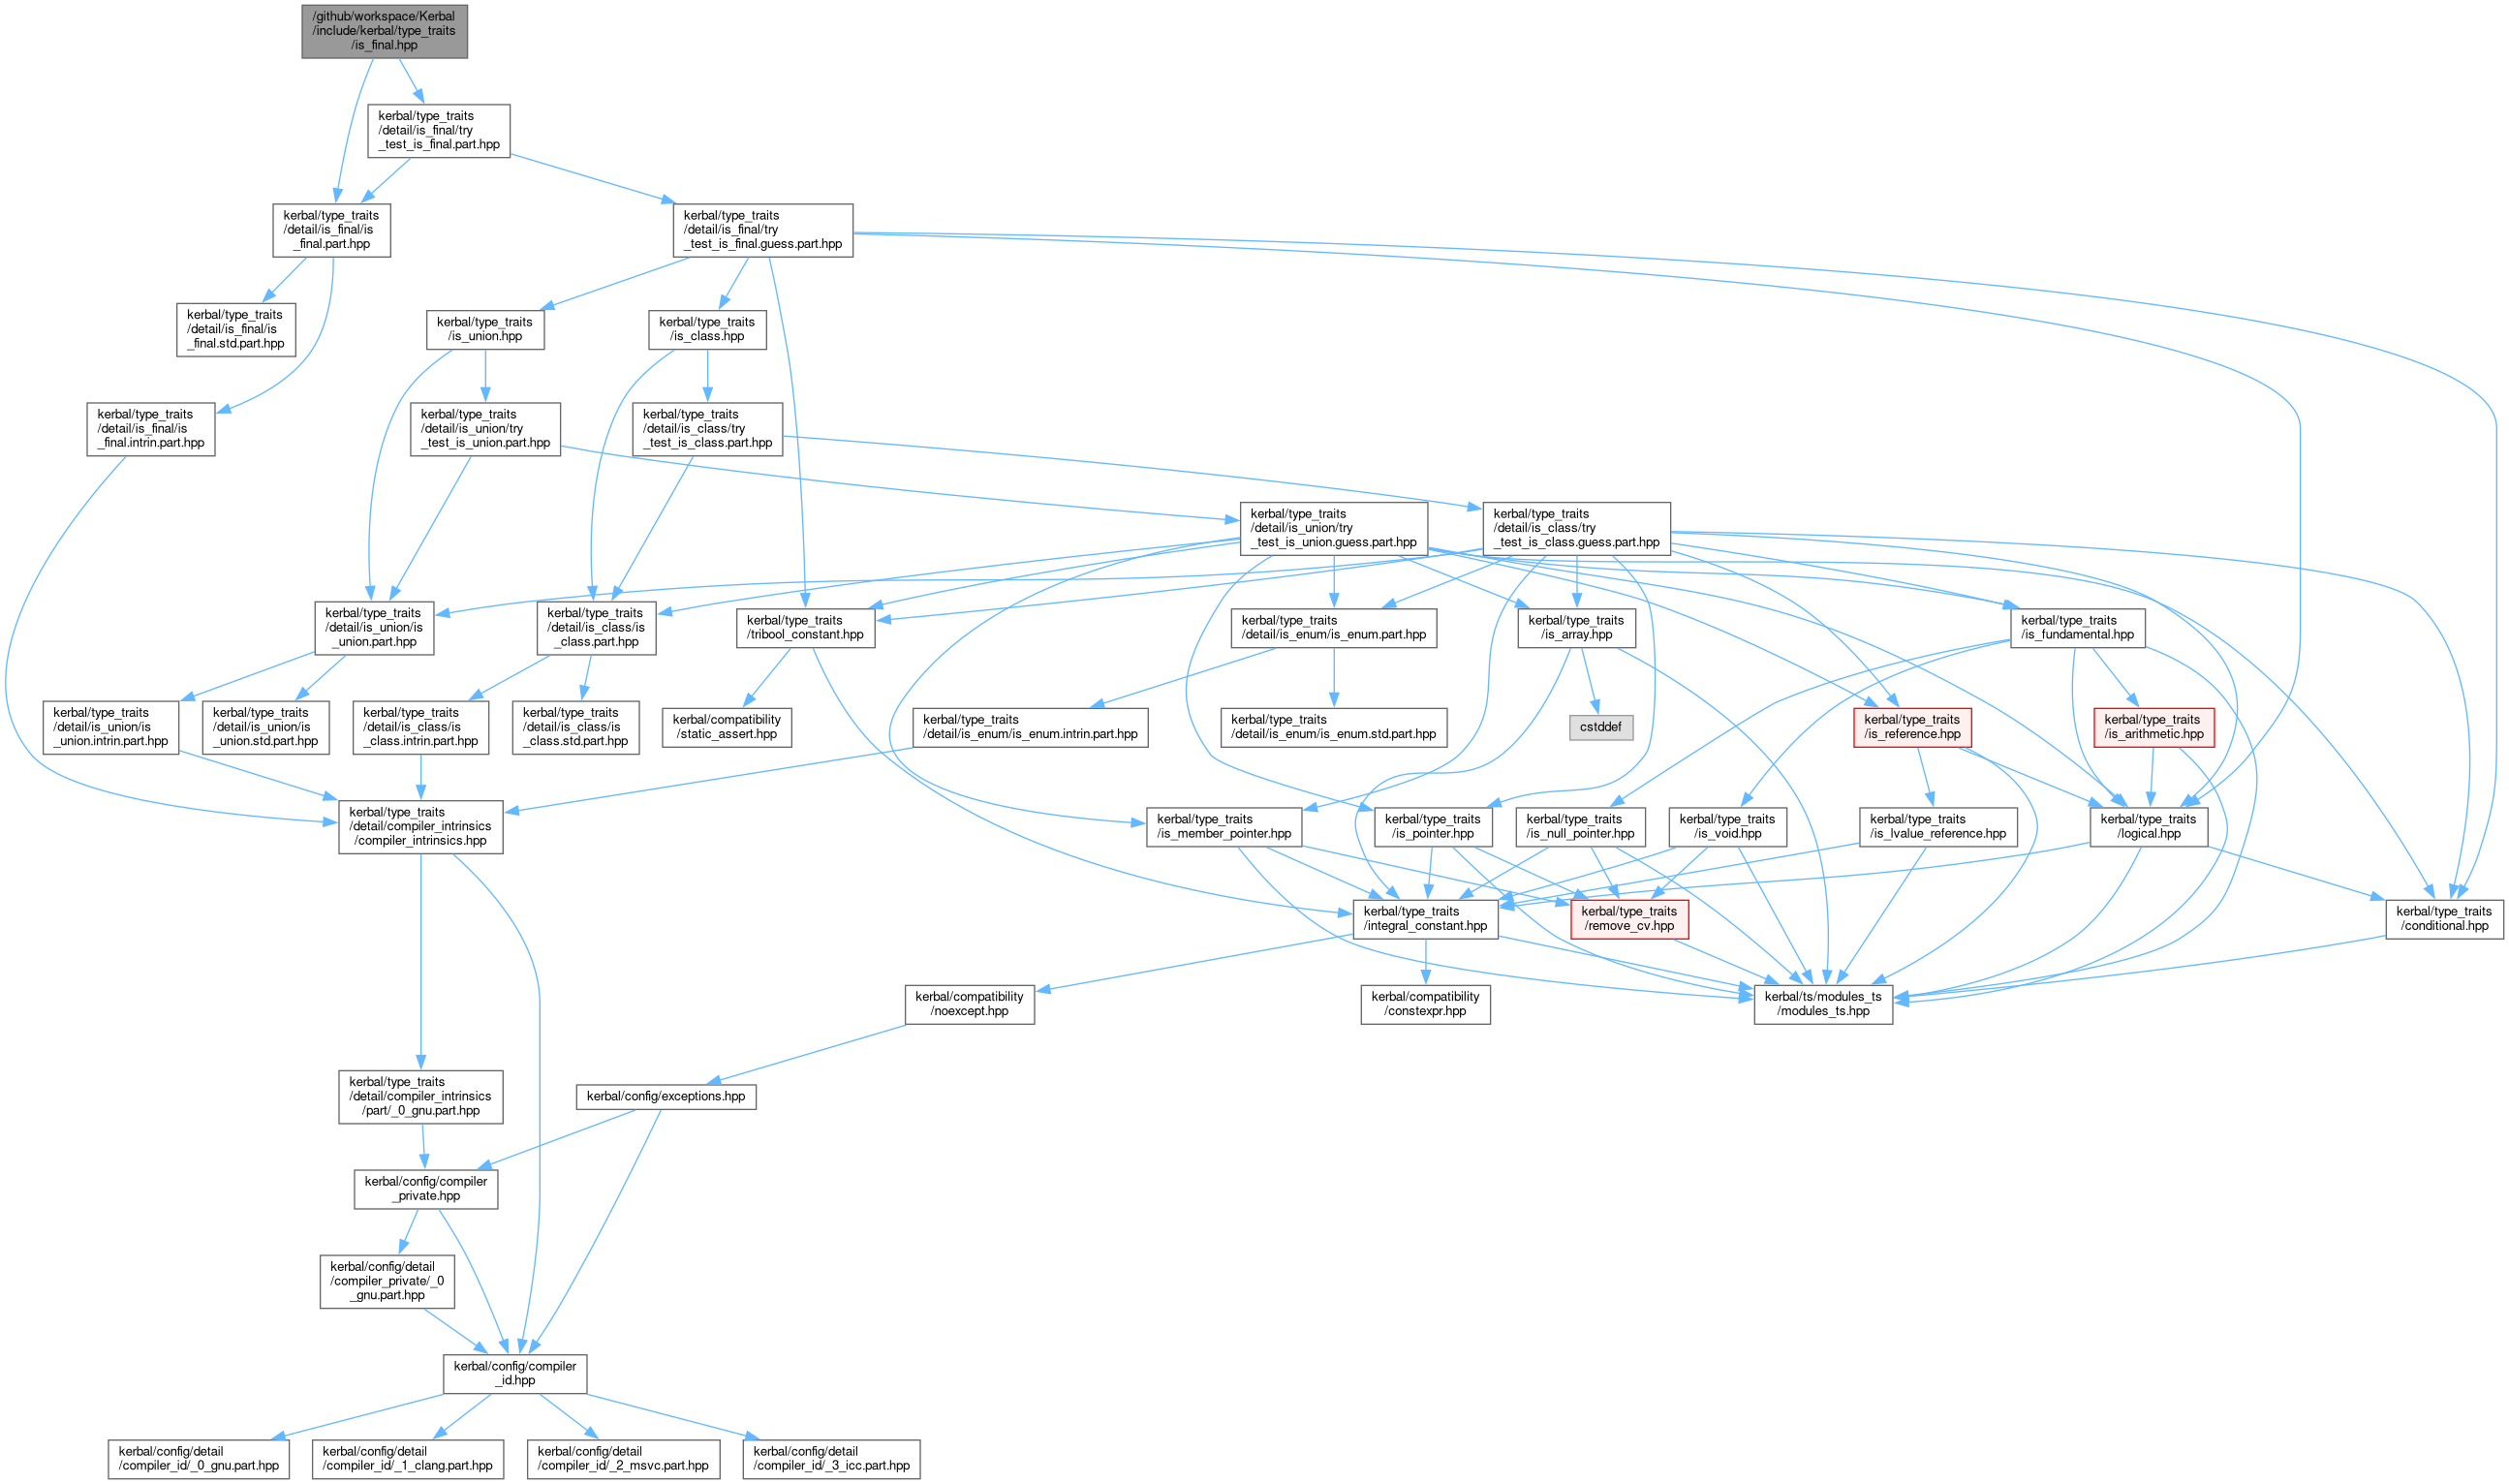 /github/workspace/Kerbal
/include/kerbal/type_traits
/is_final.hpp
kerbal/type_traits
/detail/is_final/try
_test_is_final.part.hpp
kerbal/type_traits
/detail/is_final/is
_final.part.hpp
kerbal/type_traits
/detail/is_final/try
_test_is_final.guess.part.hpp
kerbal/type_traits
/detail/is_final/is
_final.std.part.hpp
kerbal/type_traits
/is_union.hpp
kerbal/type_traits
/is_class.hpp
kerbal/type_traits
/detail/is_final/is
_final.intrin.part.hpp
kerbal/type_traits
/detail/is_union/try
_test_is_union.part.hpp
kerbal/type_traits
/detail/is_class/try
_test_is_class.part.hpp
kerbal/type_traits
/detail/is_union/try
_test_is_union.guess.part.hpp
kerbal/type_traits
/detail/is_class/try
_test_is_class.guess.part.hpp
kerbal/type_traits
/detail/is_union/is
_union.part.hpp
kerbal/type_traits
/detail/is_class/is
_class.part.hpp
kerbal/type_traits
/tribool_constant.hpp
kerbal/type_traits
/detail/is_enum/is_enum.part.hpp
kerbal/type_traits
/is_array.hpp
kerbal/type_traits
/is_fundamental.hpp
kerbal/type_traits
/detail/is_union/is
_union.intrin.part.hpp
kerbal/type_traits
/detail/is_union/is
_union.std.part.hpp
kerbal/type_traits
/detail/is_class/is
_class.intrin.part.hpp
kerbal/type_traits
/detail/is_class/is
_class.std.part.hpp
kerbal/compatibility
/static_assert.hpp
kerbal/type_traits
/detail/is_enum/is_enum.intrin.part.hpp
kerbal/type_traits
/detail/is_enum/is_enum.std.part.hpp
cstddef
kerbal/type_traits
/is_reference.hpp
kerbal/type_traits
/is_arithmetic.hpp
kerbal/type_traits
/detail/compiler_intrinsics
/compiler_intrinsics.hpp
kerbal/type_traits
/is_member_pointer.hpp
kerbal/type_traits
/is_pointer.hpp
kerbal/type_traits
/is_null_pointer.hpp
kerbal/type_traits
/is_void.hpp
kerbal/type_traits
/is_lvalue_reference.hpp
kerbal/type_traits
/logical.hpp
kerbal/type_traits
/integral_constant.hpp
kerbal/type_traits
/remove_cv.hpp
kerbal/type_traits
/conditional.hpp
kerbal/compatibility
/noexcept.hpp
kerbal/compatibility
/constexpr.hpp
kerbal/ts/modules_ts
/modules_ts.hpp
kerbal/type_traits
/detail/compiler_intrinsics
/part/_0_gnu.part.hpp
kerbal/config/exceptions.hpp
kerbal/config/compiler
_private.hpp
kerbal/config/detail
/compiler_private/_0
_gnu.part.hpp
kerbal/config/compiler
_id.hpp
kerbal/config/detail
/compiler_id/_0_gnu.part.hpp
kerbal/config/detail
/compiler_id/_1_clang.part.hpp
kerbal/config/detail
/compiler_id/_2_msvc.part.hpp
kerbal/config/detail
/compiler_id/_3_icc.part.hpp